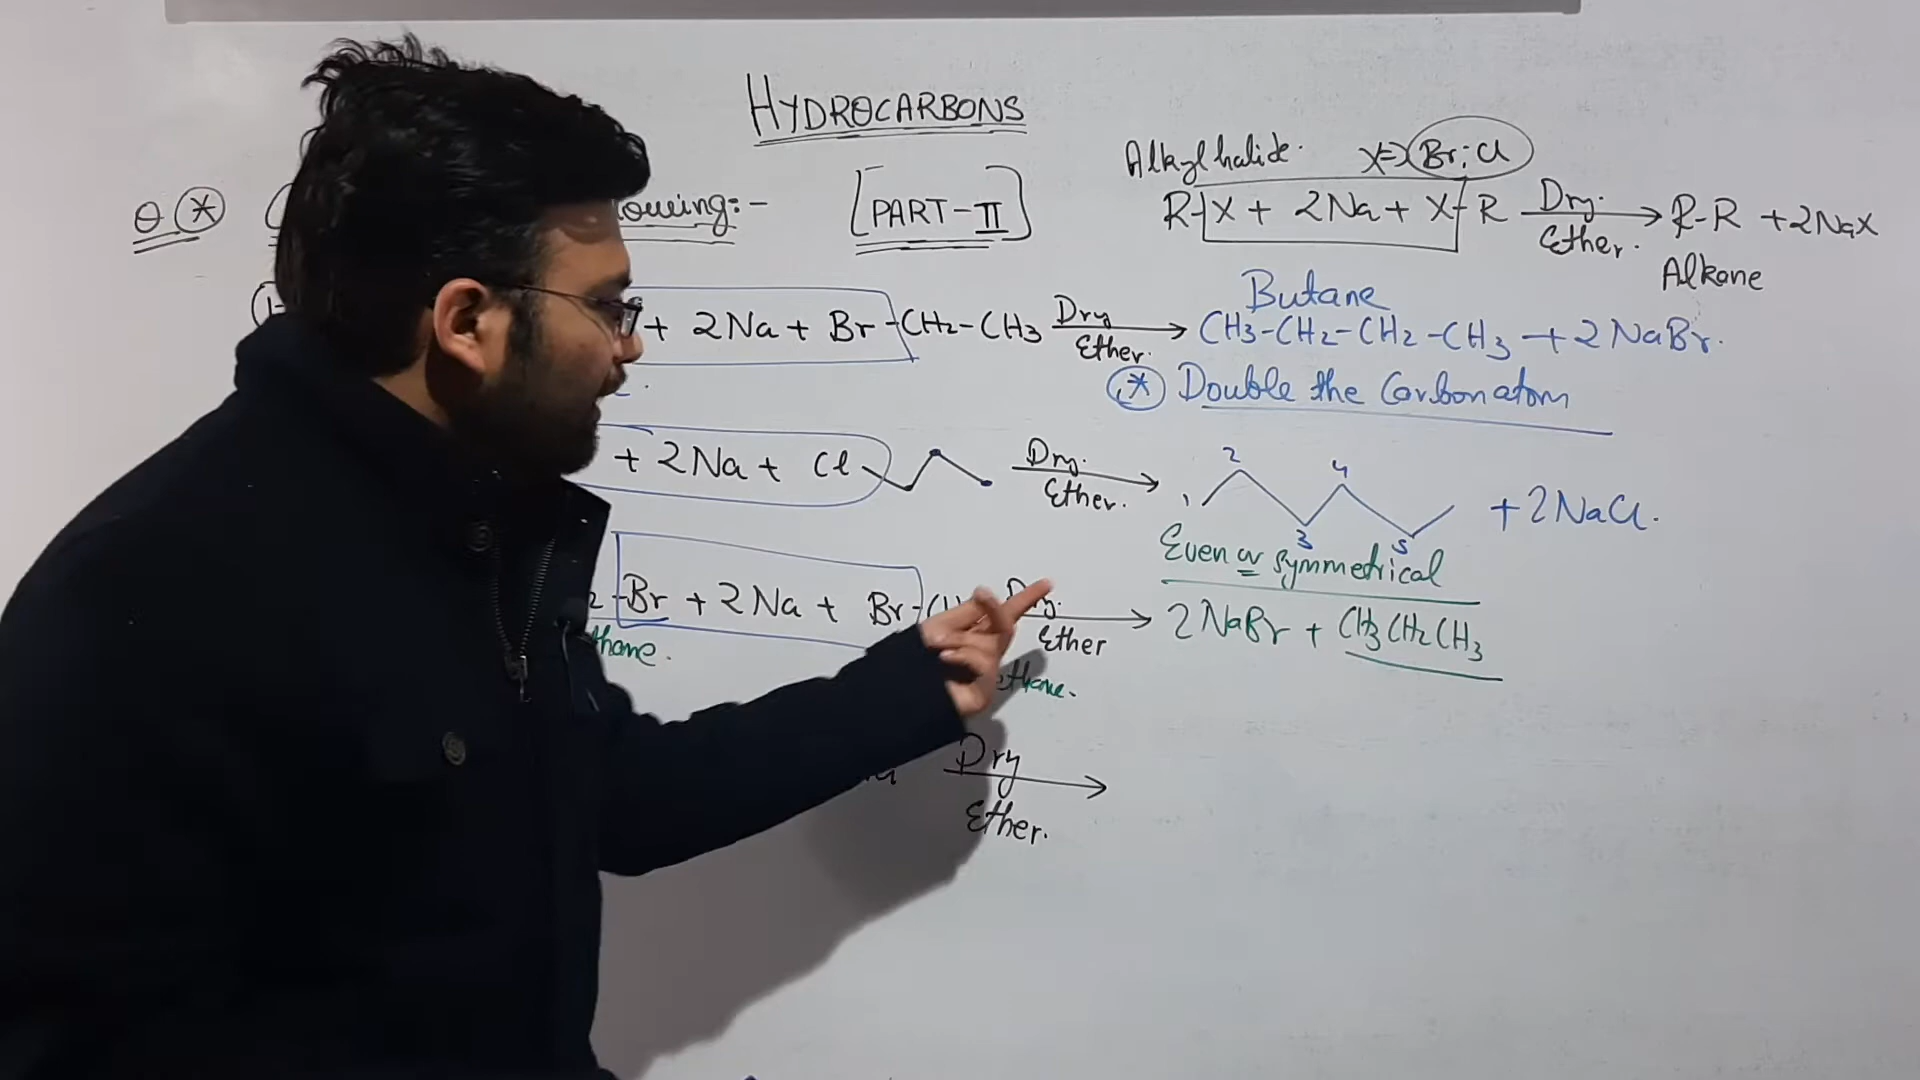 HYDROCARBONS
Alkyl halide. X⇒ Br; Cl
Q * owing:- [PART-II]
R-X + 2Na + X-R Dry. Ether. → R-R + 2NaX
Alkane
Butane
+ 2Na + Br-CH2-CH3 Dry Ether. → CH3-CH2-CH2-CH3 + 2NaBr.
* Double the Carbon atom
+ 2Na + Cl Dry. Ether. → 1 2 3 4 5 + 2NaCl.
Even or symmetrical
Br + 2Na + Br- Dry. Ether → 2NaBr + CH3CH2CH3
thane. ethane.
Dry Ether. →